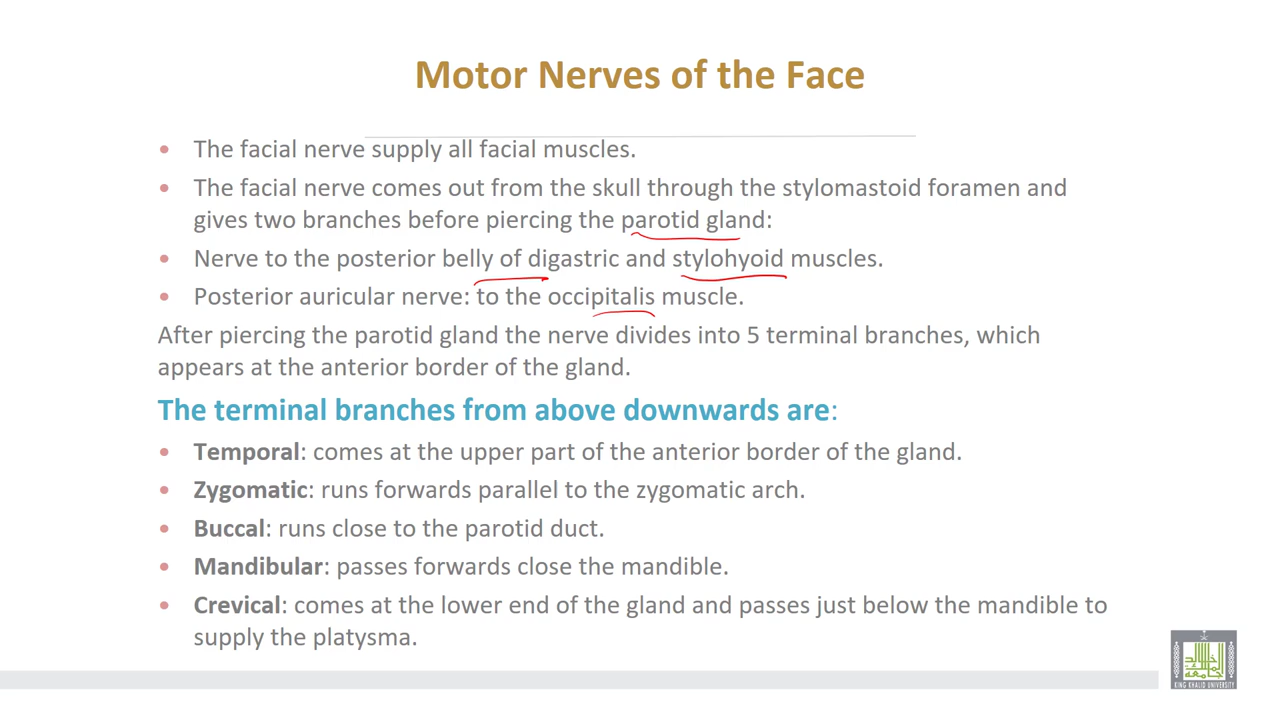 Motor Nerves of the Face
• The facial nerve supply all facial muscles.
• The facial nerve comes out from the skull through the stylomastoid foramen and
gives two branches before piercing the parotid gland:
• Nerve to the posterior belly of digastric and stylohyoid muscles.
• Posterior auricular nerve: to the occipitalis muscle.
After piercing the parotid gland the nerve divides into 5 terminal branches, which
appears at the anterior border of the gland.
The terminal branches from above downwards are:
• Temporal: comes at the upper part of the anterior border of the gland.
• Zygomatic: runs forwards parallel to the zygomatic arch.
• Buccal: runs close to the parotid duct.
• Mandibular: passes forwards close the mandible.
• Crevical: comes at the lower end of the gland and passes just below the mandible to
supply the platysma.
KING KHALID UNIVERSITY